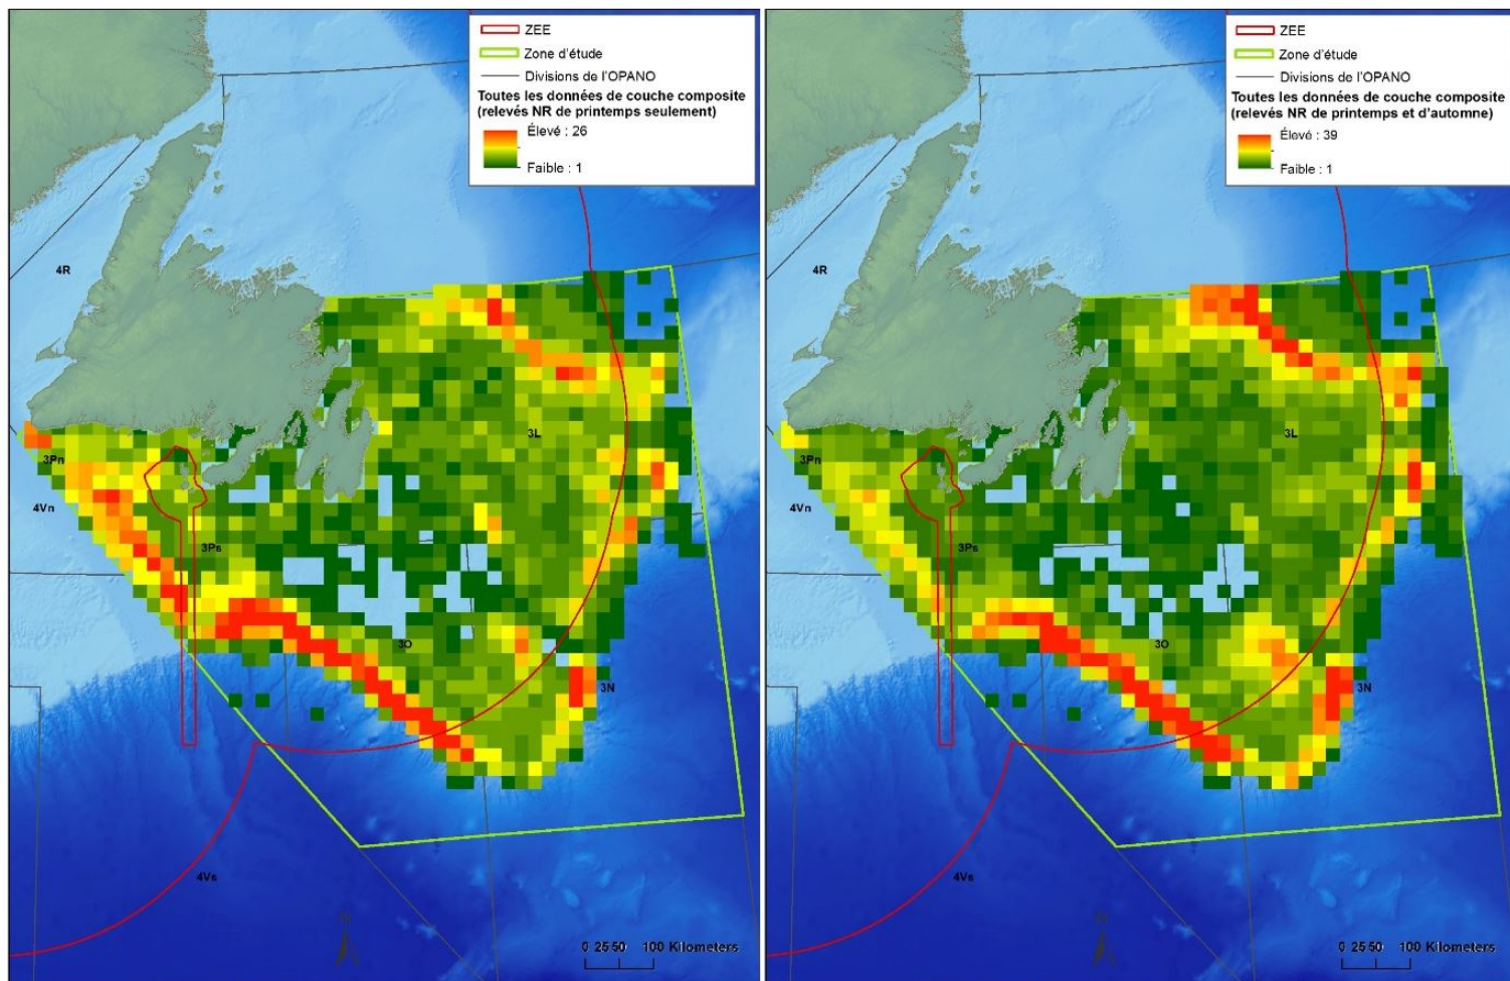 ZEE
Zone d'étude
Divisions de l'OPANO
Toutes les données de couche composite
(relevés NR de printemps seulement)
Élevé : 26
Faible : 1
4R
3L
3Pn
4Vn
3Ps
3O
3N
4Vs
N
0 25 50 100 Kilometers
ZEE
Zone d'étude
Divisions de l'OPANO
Toutes les données de couche composite
(relevés NR de printemps et d'automne)
Élevé : 39
Faible : 1
4R
3L
3Pn
4Vn
3Ps
3O
3N
4Vs
N
0 25 50 100 Kilometers